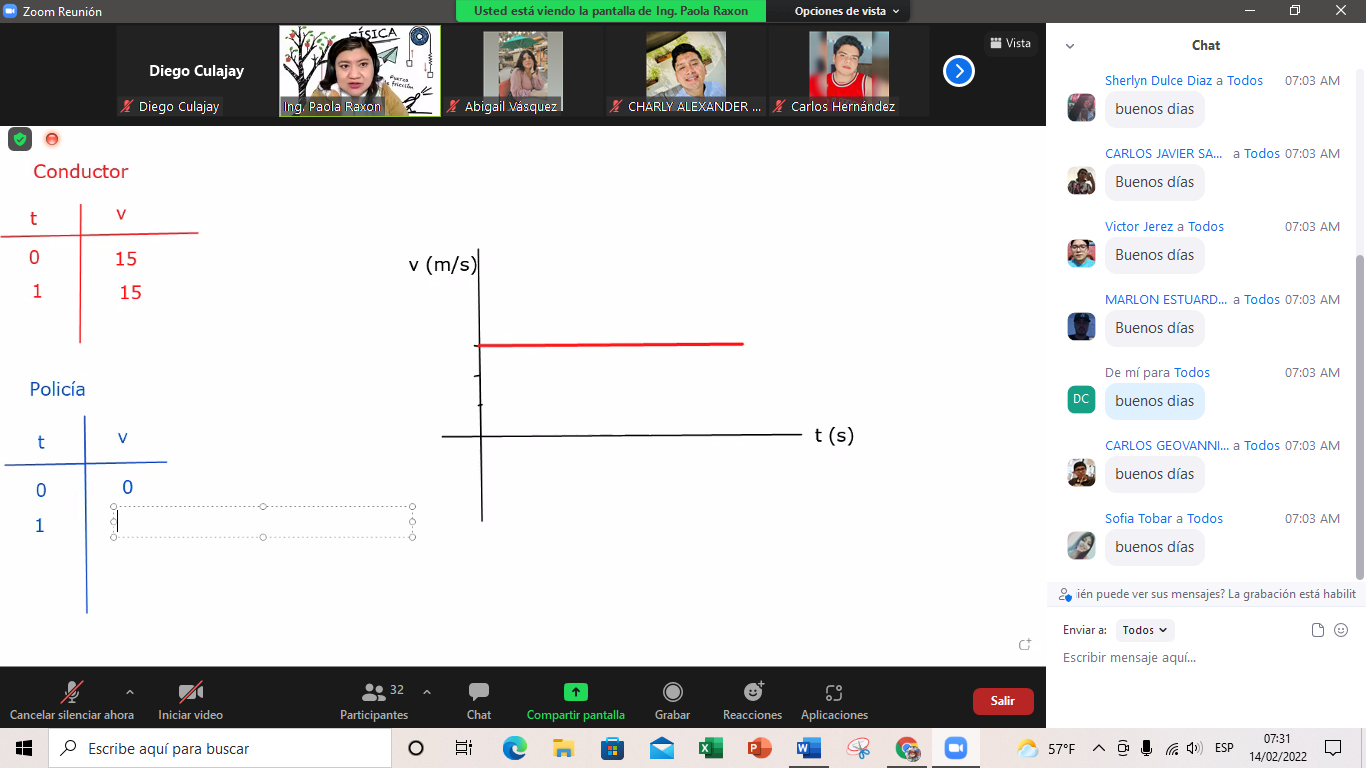 Zoom Reunión
Usted está viendo la pantalla de Ing. Paola Raxon
Opciones de vista
Diego Culajay
Diego Culajay
FÍSICA
Fuerza de fricción
Ing. Paola Raxon
Abigail Vásquez
CHARLY ALEXANDER ...
Carlos Hernández
Vista
Conductor
t v
0 15
1 15
Policía
t v
0 0
1
v (m/s)
t (s)
Chat
Sherlyn Dulce Diaz a Todos 07:03 AM
buenos dias
CARLOS JAVIER SA... a Todos 07:03 AM
Buenos días
Victor Jerez a Todos 07:03 AM
Buenos días
MARLON ESTUARD... a Todos 07:03 AM
Buenos días
De mí para Todos 07:03 AM
DC
buenos dias
CARLOS GEOVANNI... a Todos 07:03 AM
buenos días
Sofia Tobar a Todos 07:03 AM
buenos días
ién puede ver sus mensajes? La grabación está habilit
Enviar a: Todos
Escribir mensaje aquí...
Cancelar silenciar ahora
Iniciar video
32
Participantes
Chat
Compartir pantalla
Grabar
Reacciones
Aplicaciones
Salir
Escribe aquí para buscar
57°F
ESP
07:31
14/02/2022